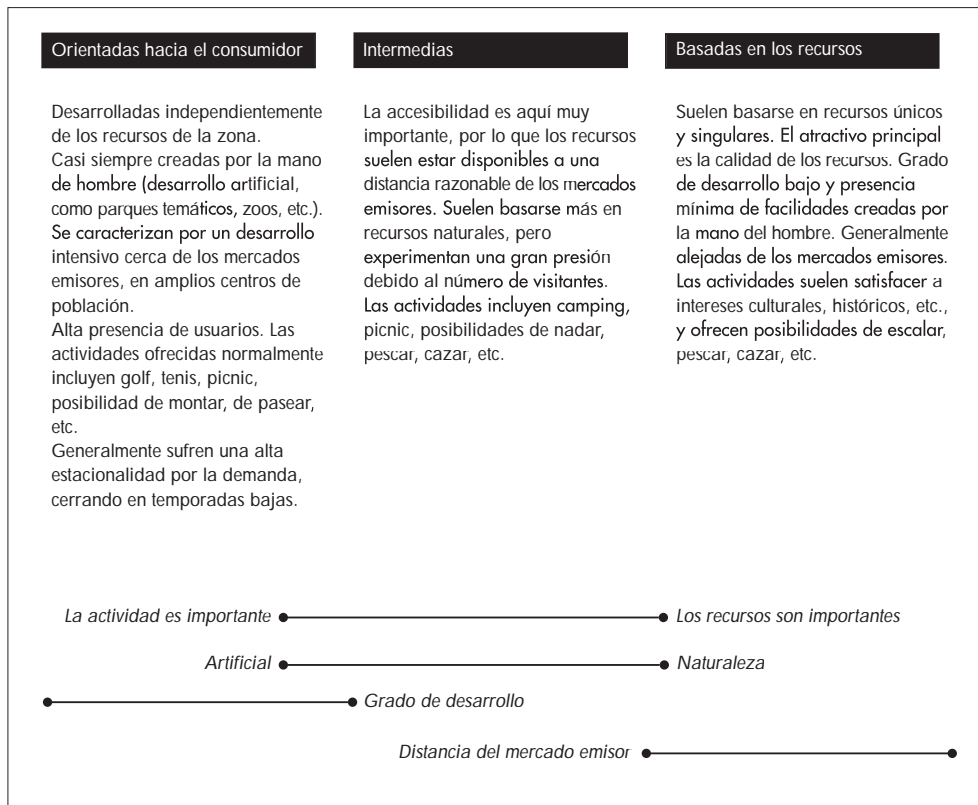 Orientadas hacia el consumidor
Desarrolladas independientemente
de los recursos de la zona.
Casi siempre creadas por la mano
de hombre (desarrollo artificial,
como parques temáticos, zoos, etc.).
Se caracterizan por un desarrollo
intensivo cerca de los mercados
emisores, en amplios centros de
población.
Alta presencia de usuarios. Las
actividades ofrecidas normalmente
incluyen golf, tenis, picnic,
posibilidad de montar, de pasear,
etc.
Generalmente sufren una alta
estacionalidad por la demanda,
cerrando en temporadas bajas.
Intermedias
La accesibilidad es aquí muy
importante, por lo que los recursos
suelen estar disponibles a una
distancia razonable de los mercados
emisores. Suelen basarse más en
recursos naturales, pero
experimentan una gran presión
debido al número de visitantes.
Las actividades incluyen camping,
picnic, posibilidades de nadar,
pescar, cazar, etc.
Basadas en los recursos
Suelen basarse en recursos únicos
y singulares. El atractivo principal
es la calidad de los recursos. Grado
de desarrollo bajo y presencia
mínima de facilidades creadas por
la mano del hombre. Generalmente
alejadas de los mercados emisores.
Las actividades suelen satisfacer a
intereses culturales, históricos, etc.,
y ofrecen posibilidades de escalar,
pescar, cazar, etc.
La actividad es importante
Los recursos son importantes
Artificial
Naturaleza
Grado de desarrollo
Distancia del mercado emisor